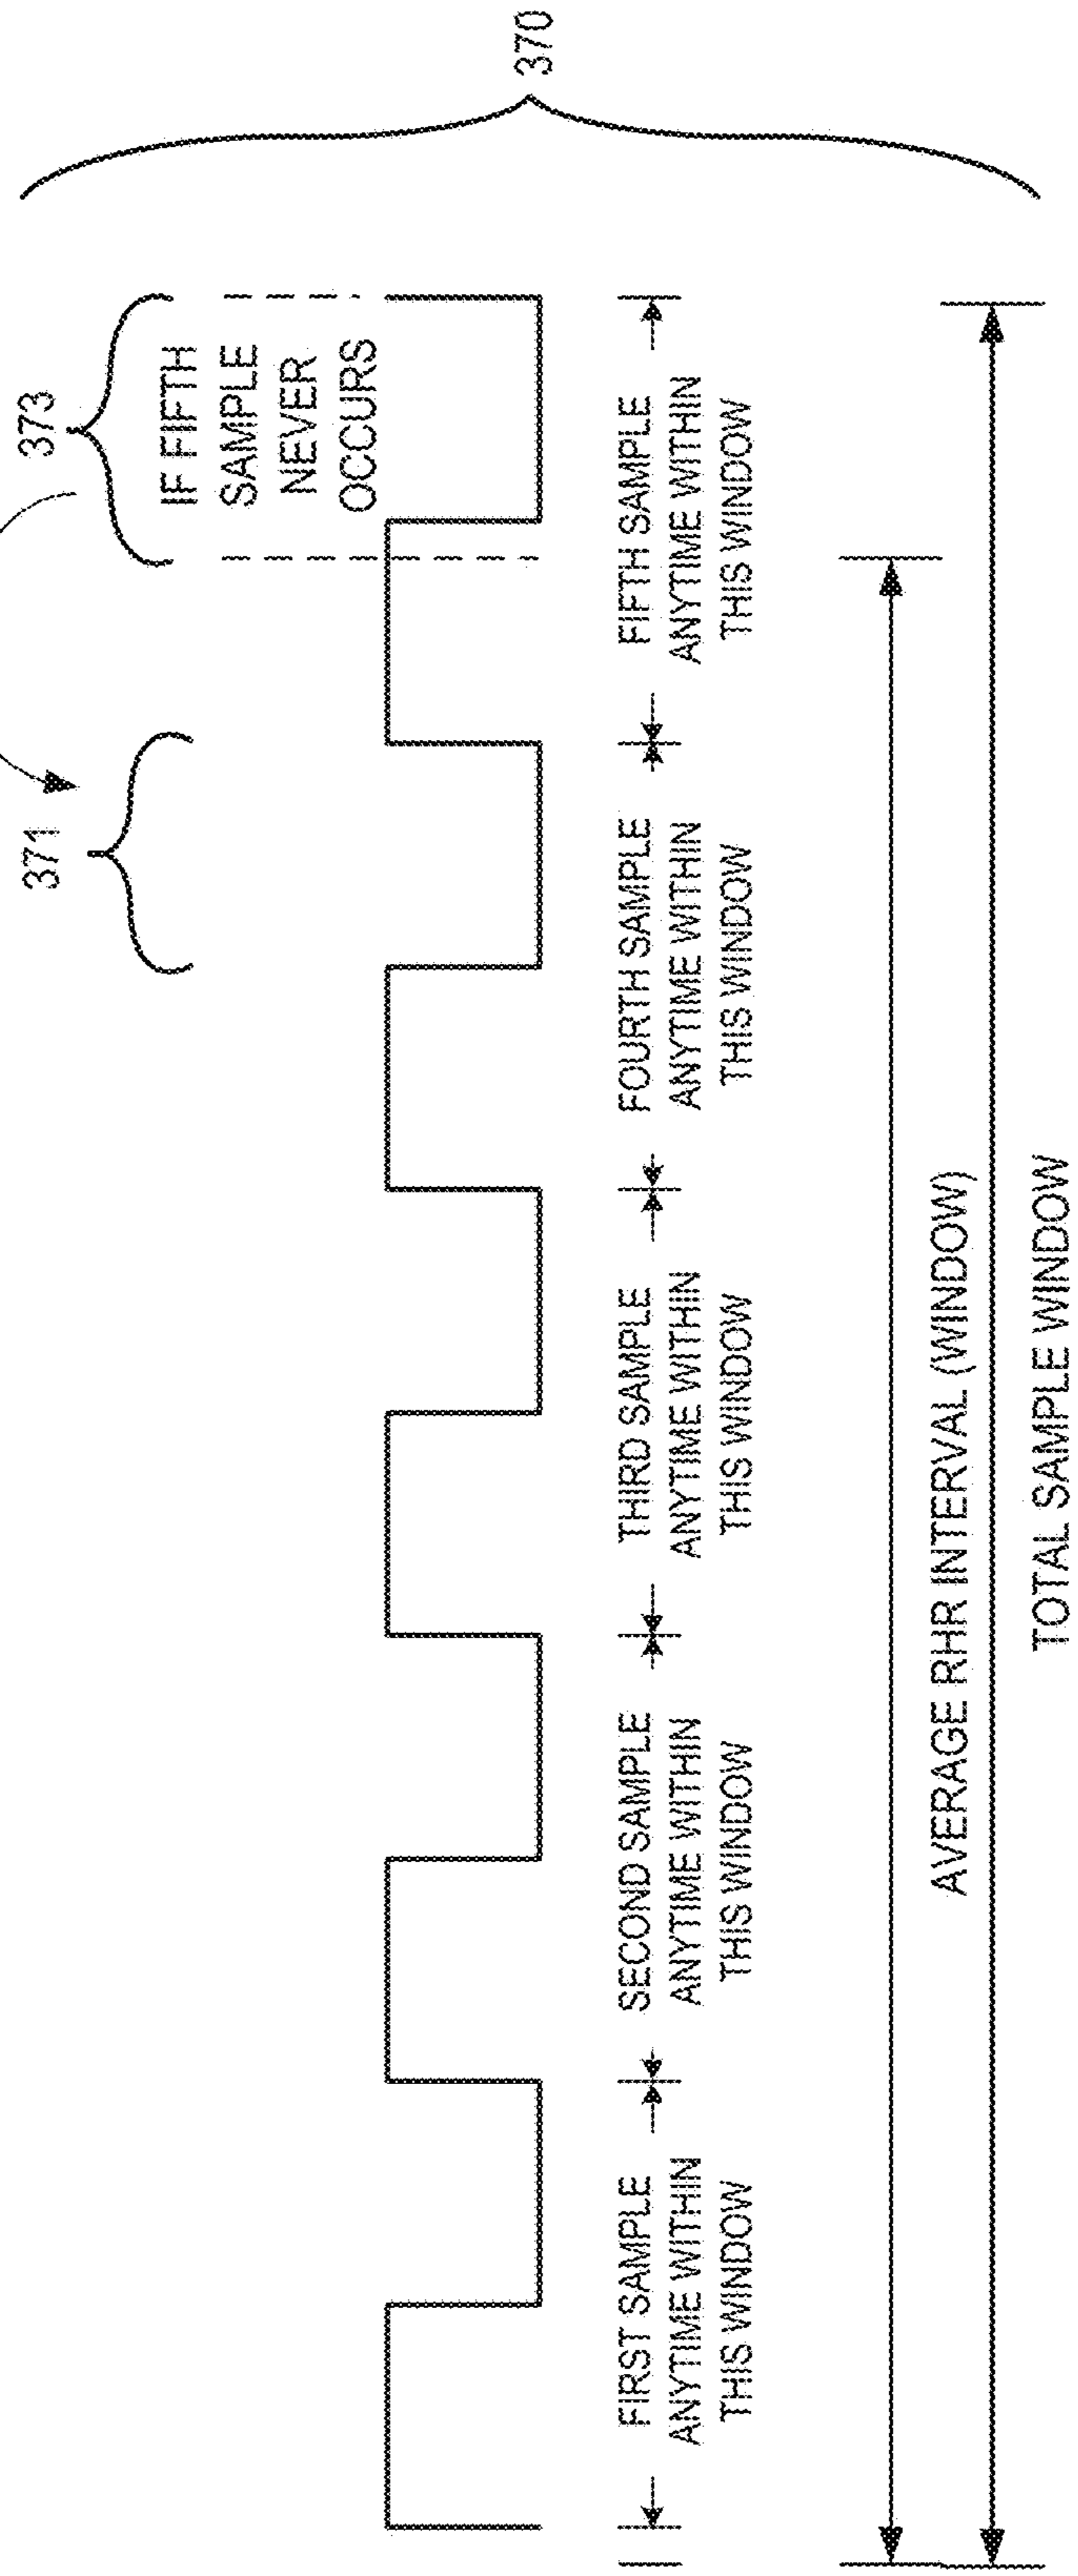 373
371
370
IF FIFTH
SAMPLE
NEVER
OCCURS
FIRST SAMPLE
ANYTIME WITHIN
THIS WINDOW
SECOND SAMPLE
ANYTIME WITHIN
THIS WINDOW
THIRD SAMPLE
ANYTIME WITHIN
THIS WINDOW
FOURTH SAMPLE
ANYTIME WITHIN
THIS WINDOW
FIFTH SAMPLE
ANYTIME WITHIN
THIS WINDOW
AVERAGE RHR INTERVAL (WINDOW)
TOTAL SAMPLE WINDOW